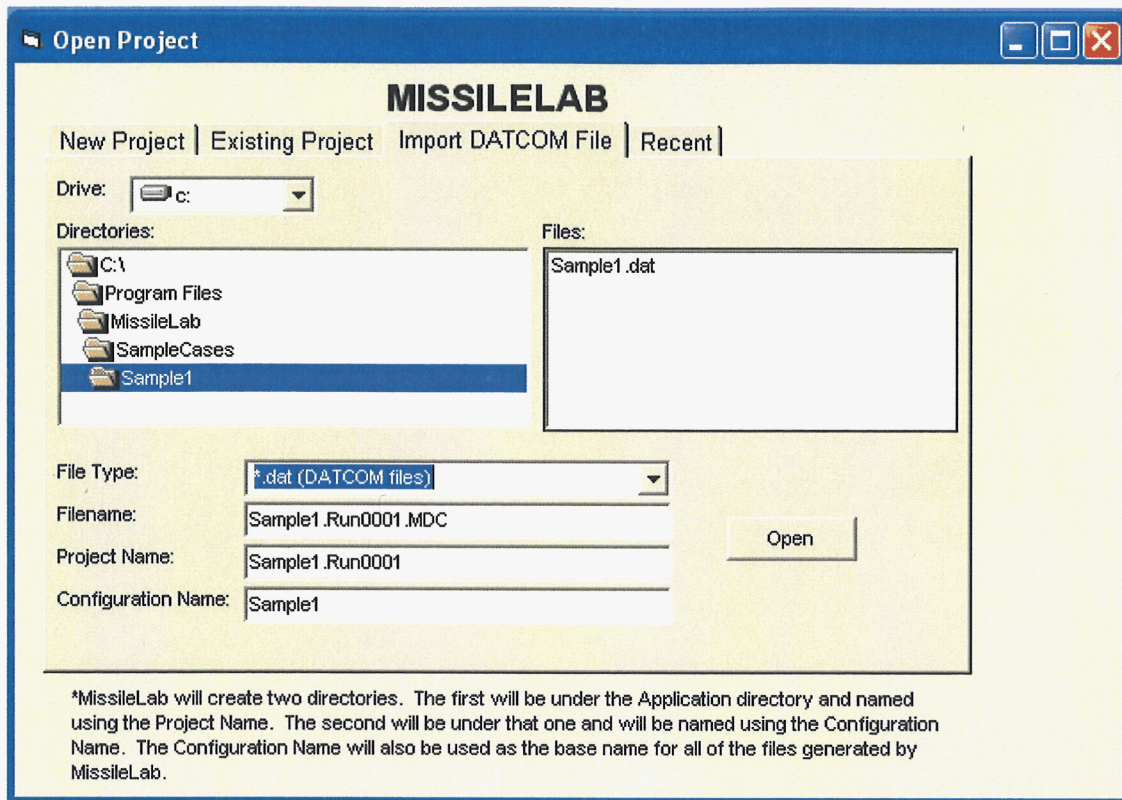 Open Project
MISSILELAB
New Project Existing Project Import DATCOM File Recent
Drive: c:
Directories:
C:\
Program Files
MissileLab
SampleCases
Sample1
Files:
Sample1.dat
File Type: *.dat (DATCOM files)
Filename: Sample1.Run0001.MDC
Project Name: Sample1.Run0001
Configuration Name: Sample1
Open
*MissileLab will create two directories. The first will be under the Application directory and named
using the Project Name. The second will be under that one and will be named using the Configuration
Name. The Configuration Name will also be used as the base name for all of the files generated by
MissileLab.